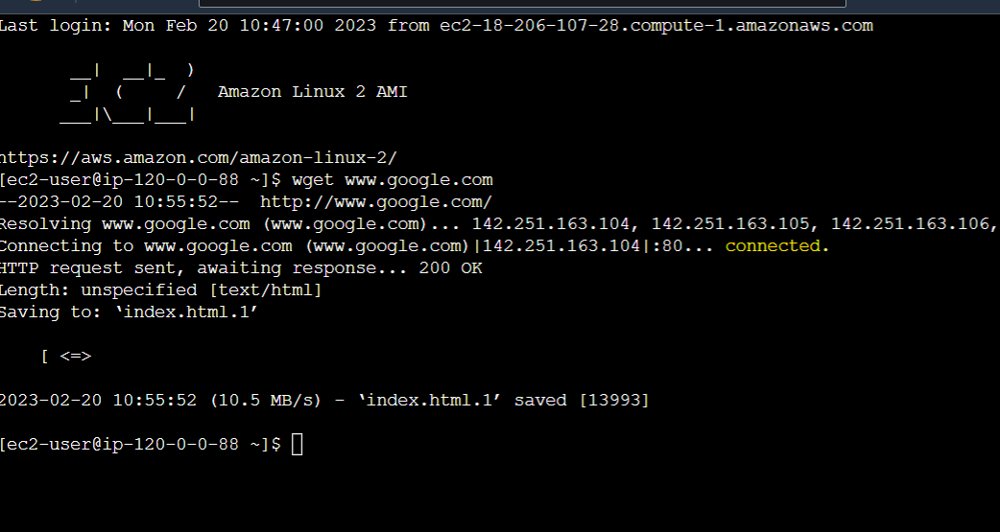 Last login: Mon Feb 20 10:47:00 2023 from ec2-18-206-107-28.compute-1.amazonaws.com
       __|  __|_  )
       _|  (     /   Amazon Linux 2 AMI
      ___|\___|___|
https://aws.amazon.com/amazon-linux-2/
[ec2-user@ip-120-0-0-88 ~]$ wget www.google.com
--2023-02-20 10:55:52--  http://www.google.com/
Resolving www.google.com (www.google.com)... 142.251.163.104, 142.251.163.105, 142.251.163.106,
Connecting to www.google.com (www.google.com)|142.251.163.104|:80... connected.
HTTP request sent, awaiting response... 200 OK
Length: unspecified [text/html]
Saving to: ‘index.html.1’
    [ <=>
2023-02-20 10:55:52 (10.5 MB/s) - ‘index.html.1’ saved [13993]
[ec2-user@ip-120-0-0-88 ~]$